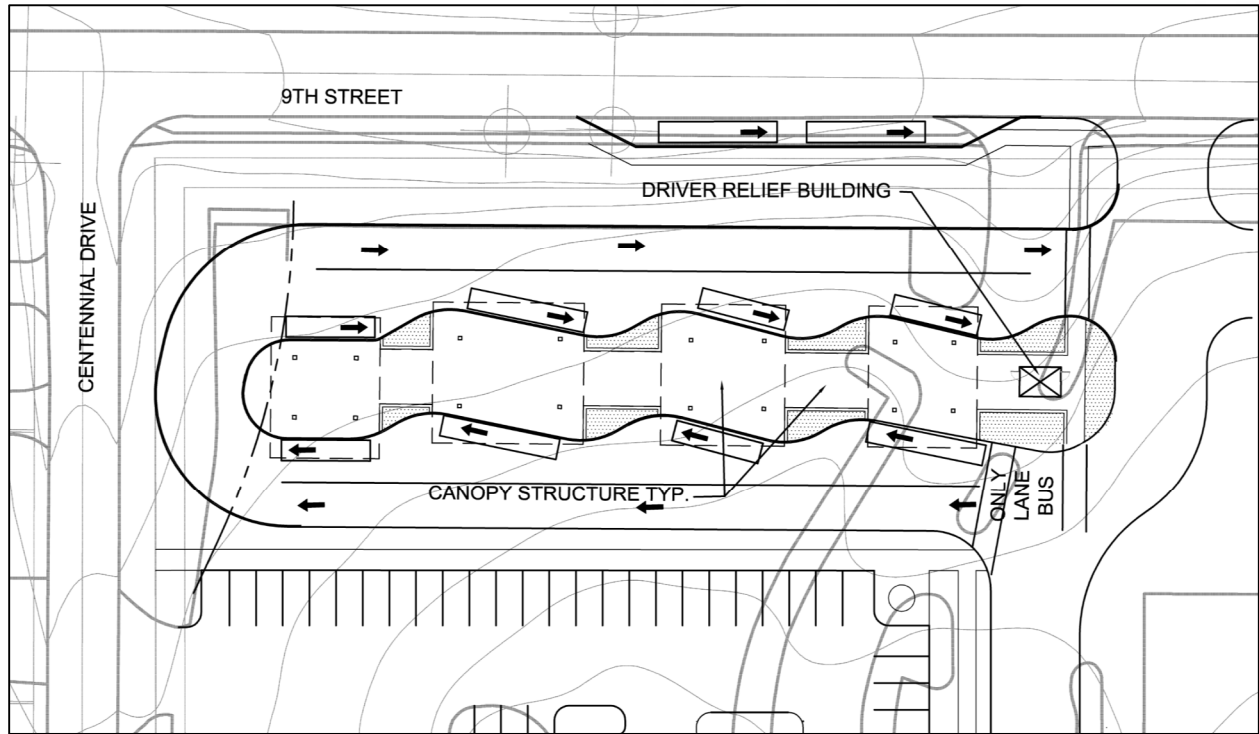 9TH STREET
DRIVER RELIEF BUILDING
CENTENNIAL DRIVE
CANOPY STRUCTURE TYP.
ONLY
LANE
BUS